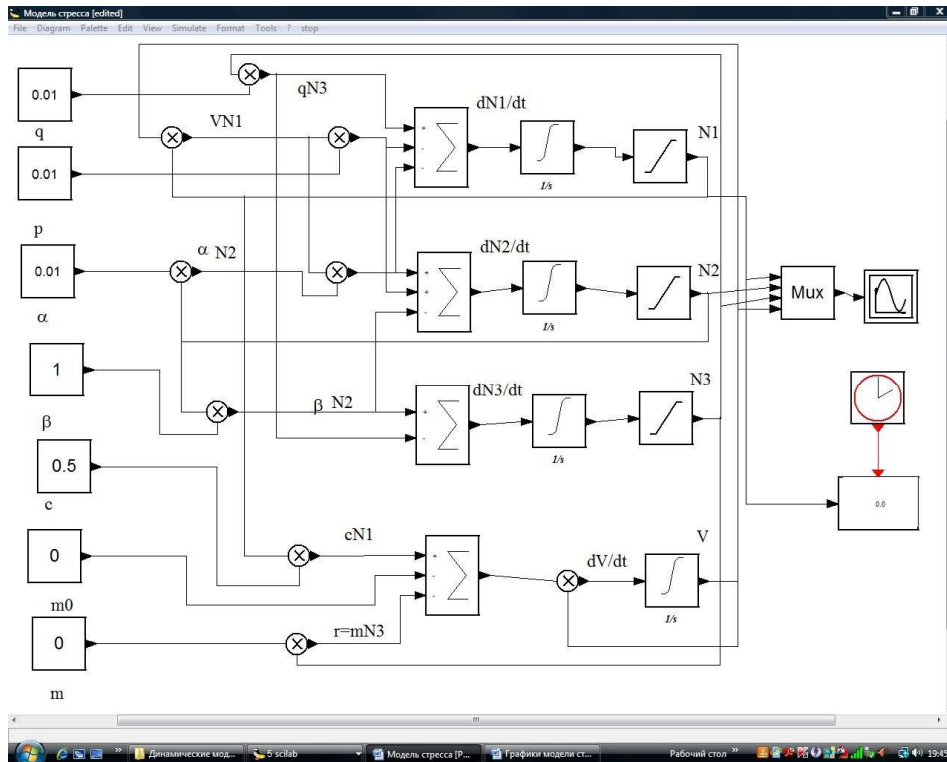 Модель стресса [edited]
File Diagram Palette Edit View Simulate Format Tools ? stop
0.01
q
qN3
dN1/dt
+
-
-
1/s
N1
VN1
0.01
p
0.01
α
α N2
dN2/dt
+
+
-
1/s
N2
Mux
1
β
β N2
dN3/dt
+
-
1/s
N3
0.5
c
cN1
+
-
-
dV/dt
V
1/s
0.0
0
m0
r=mN3
0
m
Динамические мод...
5 scilab
Модель стресса [Р...
Графики модели ст...
Рабочий стол
19:45